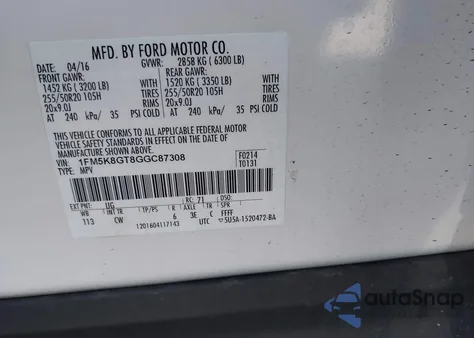 MFD. BY FORD MOTOR CO.
DATE: 04/16 GVWR: 2858 KG ( 6300 LB)
FRONT GAWR: REAR GAWR:
1452 KG ( 3200 LB) WITH 1520 KG ( 3350 LB) WITH
255/50R20 105H TIRES 255/50R20 105H TIRES
20x9.0J RIMS 20x9.0J RIMS
AT 240 kPa/ 35 PSI COLD AT 240 kPa/ 35 PSI COLD
THIS VEHICLE CONFORMS TO ALL APPLICABLE FEDERAL MOTOR
VEHICLE SAFETY AND THEFT PREVENTION STANDARDS IN
EFFECT ON THE DATE OF MANUFACTURE SHOWN ABOVE.
VIN: 1FM5K8GT8GGC87308 F0214
TYPE: MPV T0131
EXT PNT: UG RC: 71 DSO:
WB INT TR TP/PS R AXLE TR SPR
113 CW 6 3E C FFFF
1201604117143 UTC 5U5A-1520472-BA
autoSnap